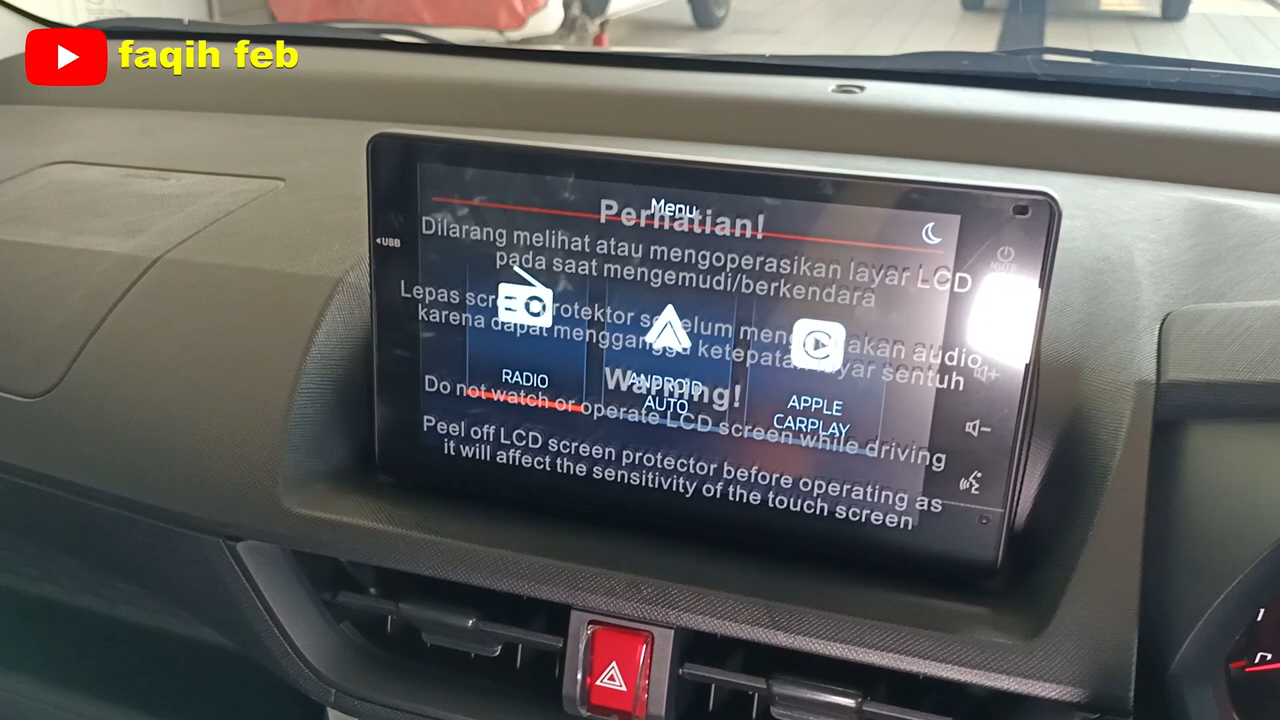 faqih feb
USB
Menu
Perhatian!
Dilarang melihat atau mengoperasikan layar LCD
pada saat mengemudi/berkendara
Lepas screen protektor sebelum menggunakan audio
karena dapat mengganggu ketepatan layar sentuh
RADIO
ANDROID
AUTO
APPLE
CARPLAY
Warning!
Do not watch or operate LCD screen while driving
Peel off LCD screen protector before operating as
it will affect the sensitivity of the touch screen
MUTE